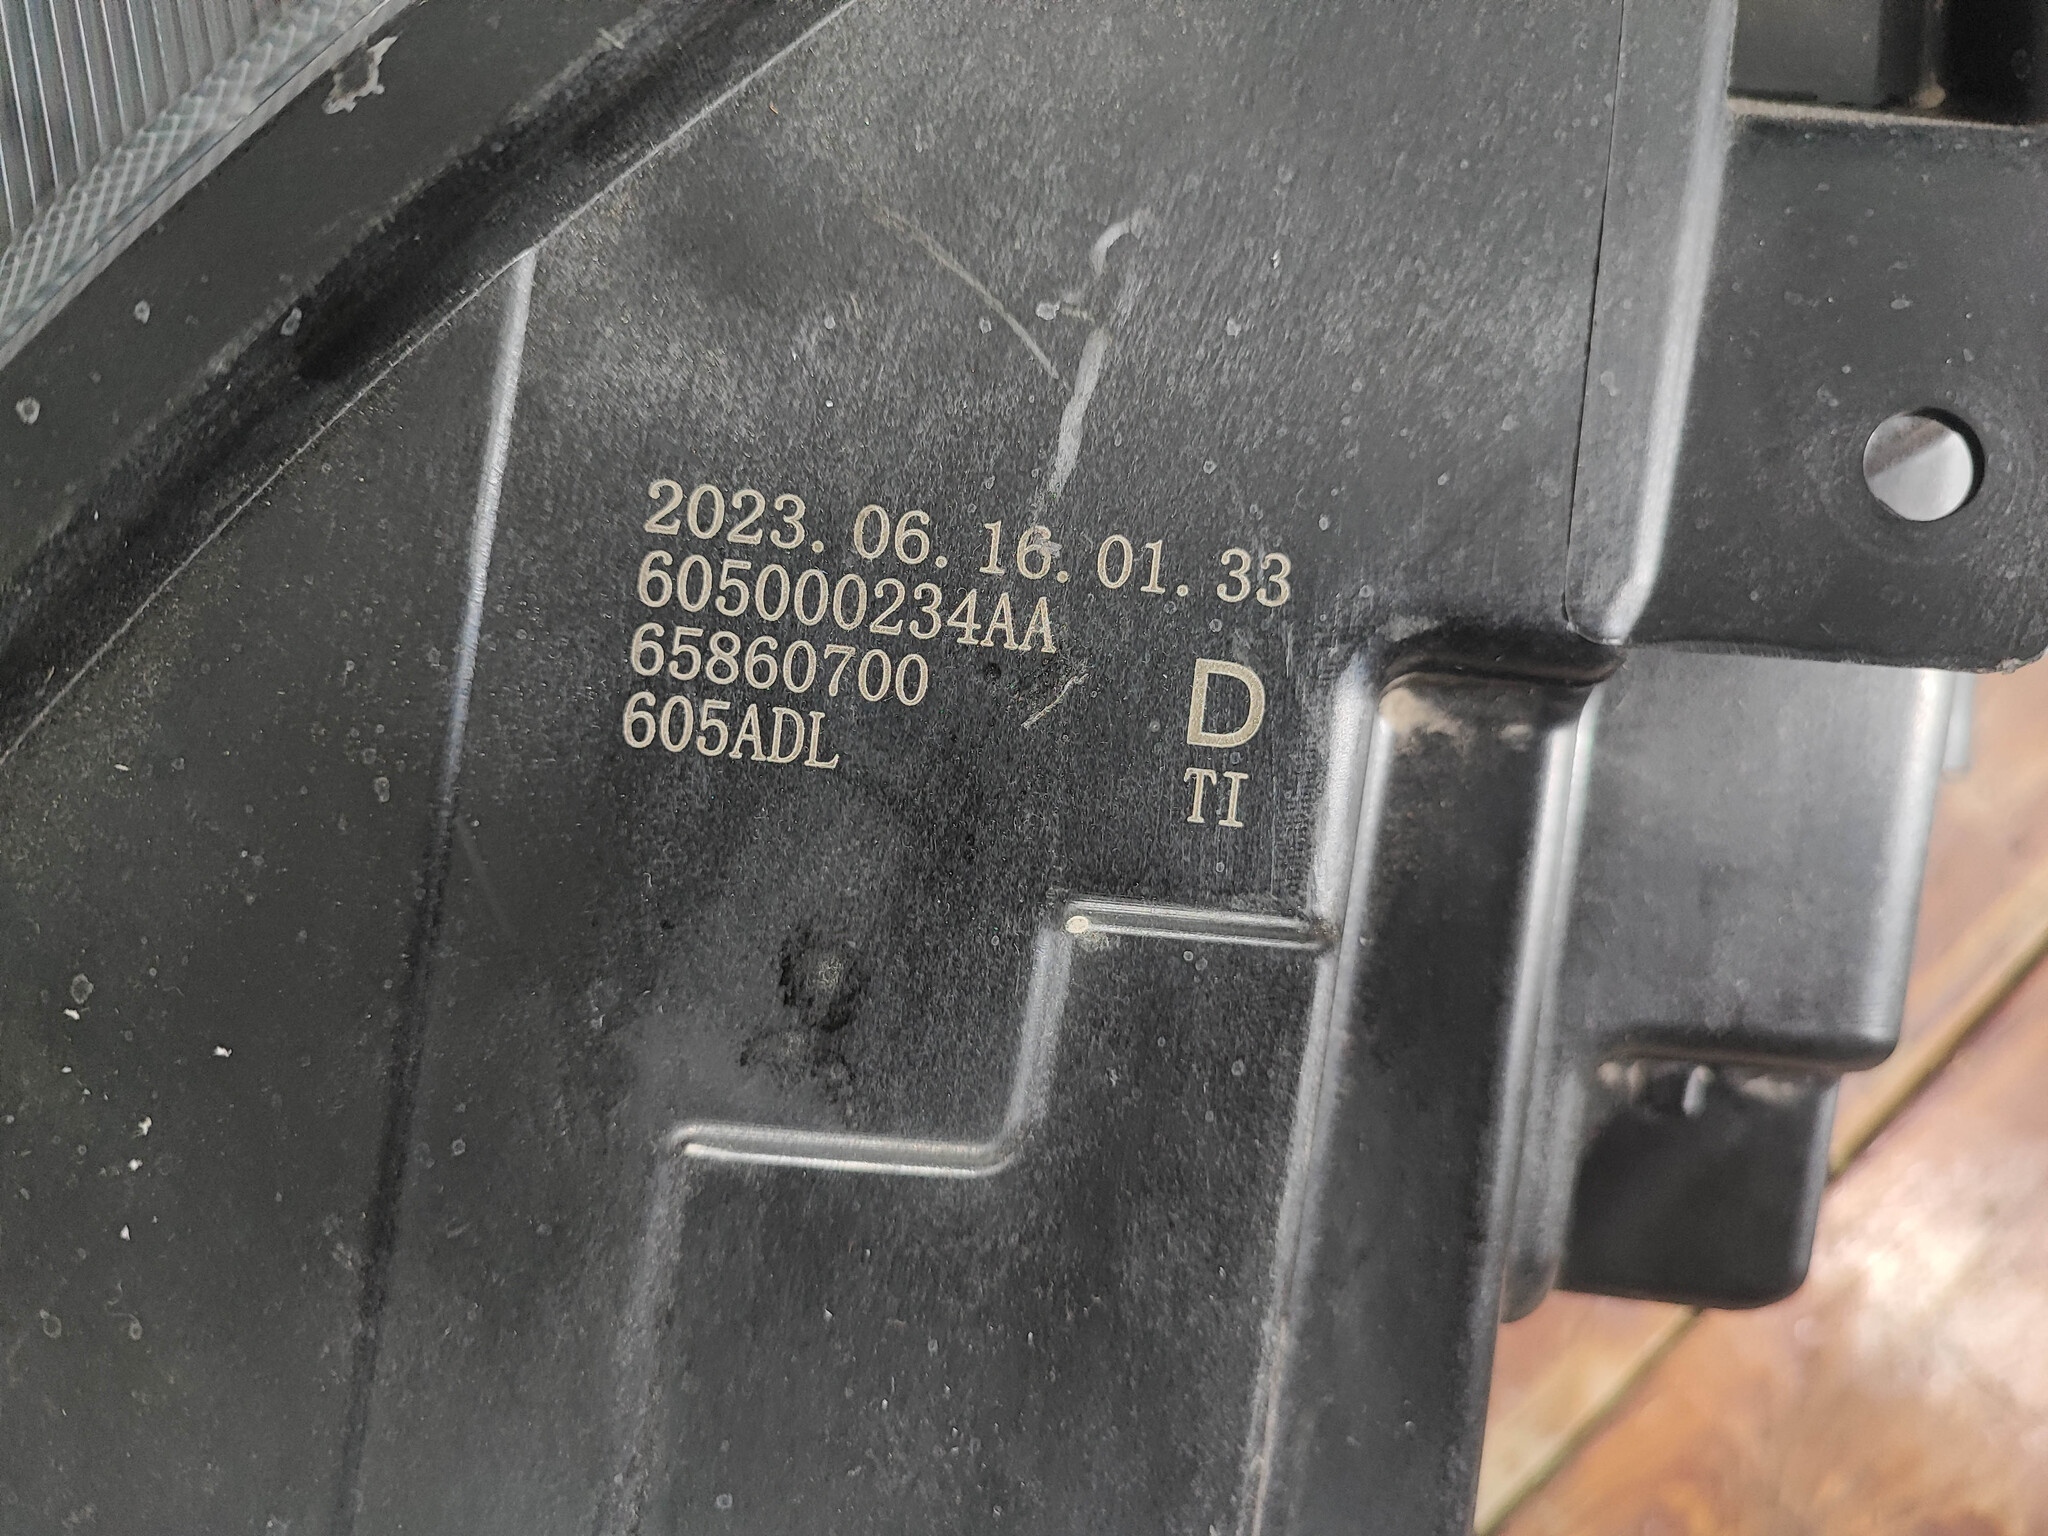 2023. 06. 16. 01. 33
605000234AA
65860700
605ADL
D
TI